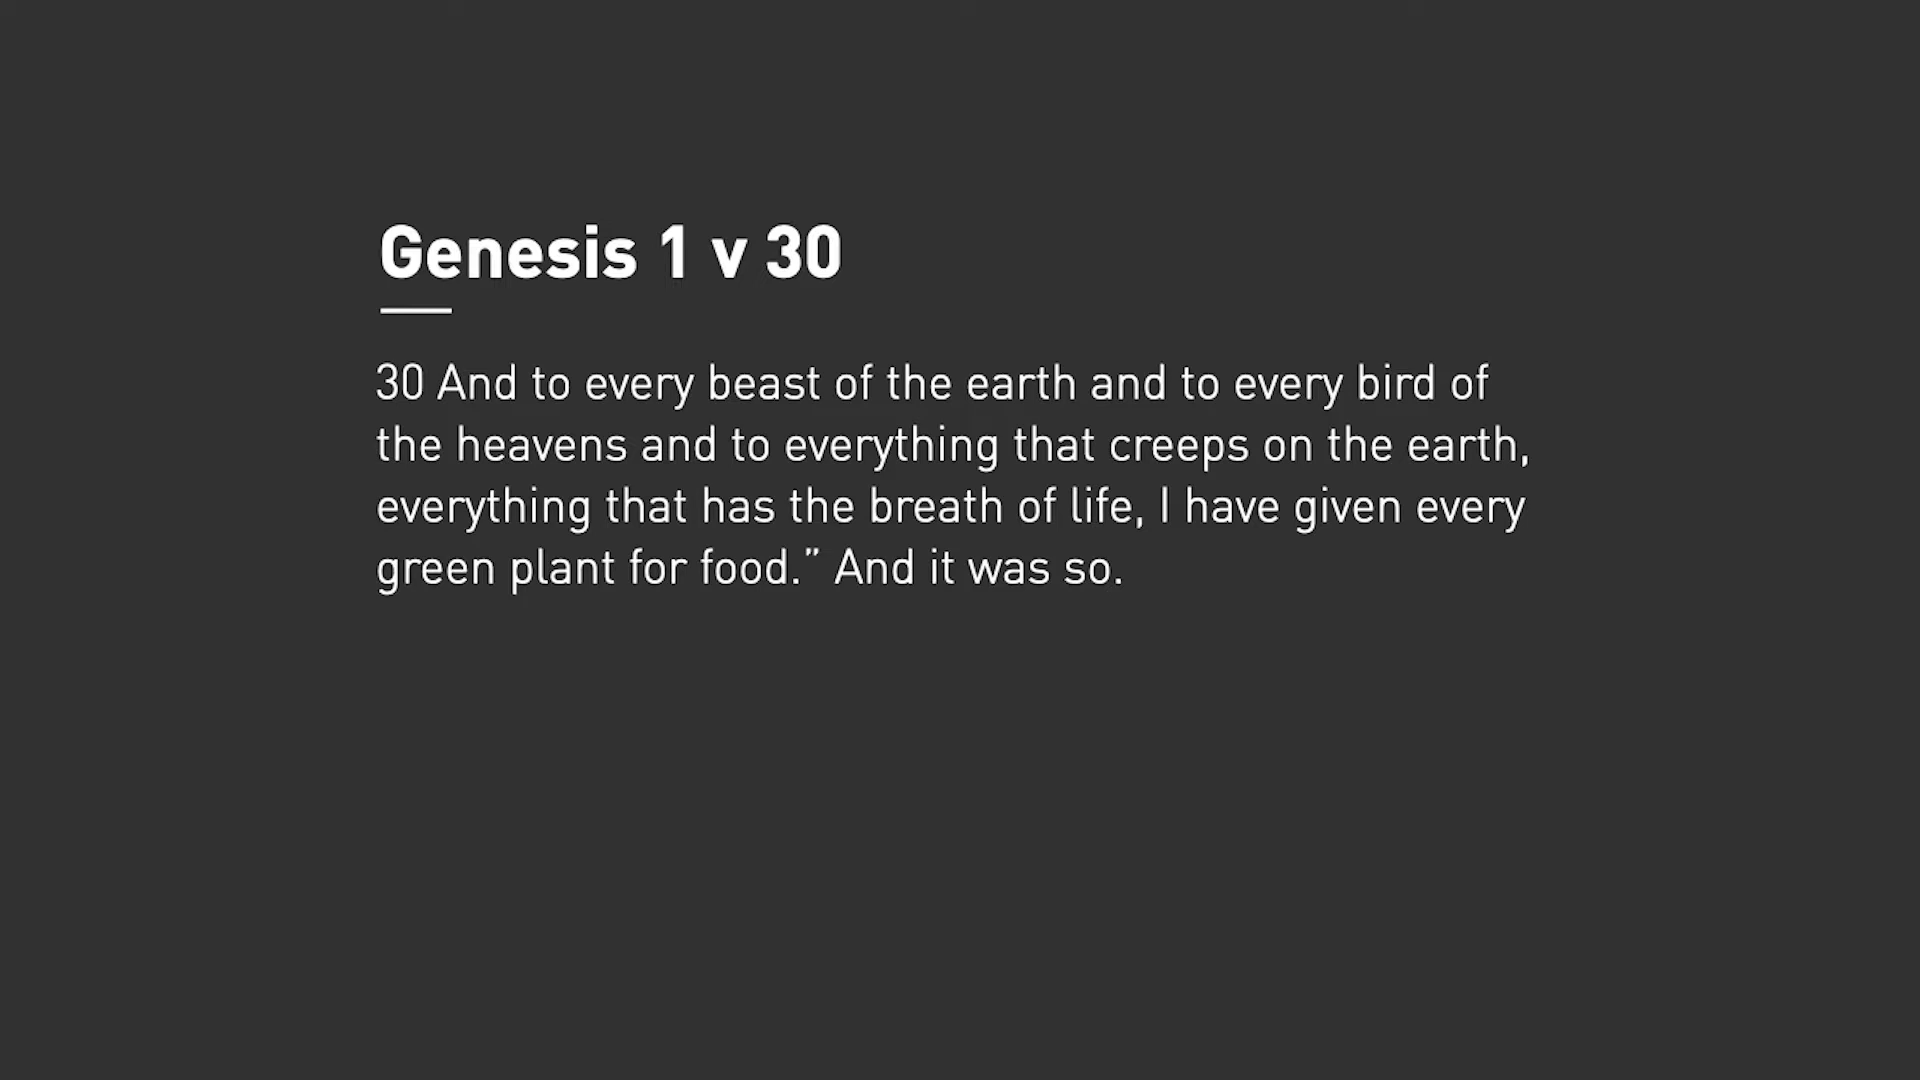 Genesis 1 v 30
30 And to every beast of the earth and to every bird of
the heavens and to everything that creeps on the earth,
everything that has the breath of life, I have given every
green plant for food.” And it was so.